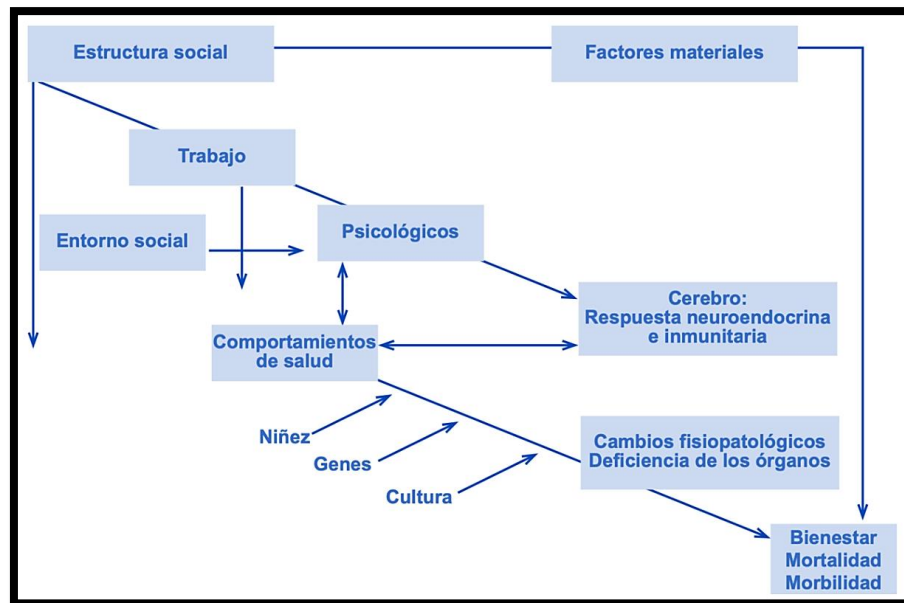 Estructura social
Factores materiales
Trabajo
Psicológicos
Entorno social
Cerebro:
Respuesta neuroendocrina
e inmunitaria
Comportamientos
de salud
Niñez
Genes
Cultura
Cambios fisiopatológicos
Deficiencia de los órganos
Bienestar
Mortalidad
Morbilidad